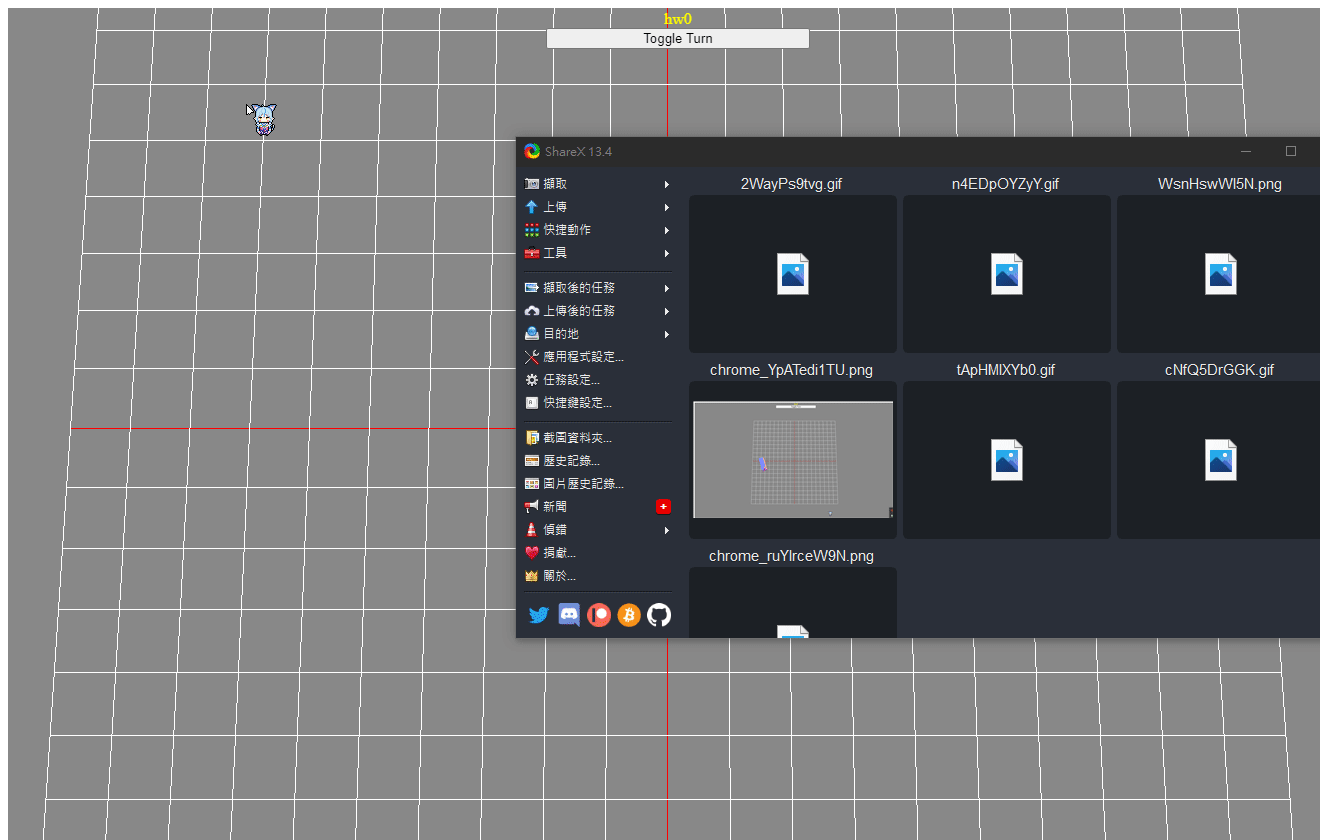 hw0
Toggle Turn
ShareX 13.4
擷取
上傳
快捷動作
工具
擷取後的任務
上傳後的任務
目的地
應用程式設定...
任務設定...
快捷鍵設定...
截圖資料夾...
歷史記錄...
圖片歷史記錄...
新聞
偵錯
捐獻...
關於...
2WayPs9tvg.gif
n4EDpOYZyY.gif
WsnHswWl5N.png
chrome_YpATedi1TU.png
tApHMlXYb0.gif
cNfQ5DrGGK.gif
chrome_ruYlrceW9N.png